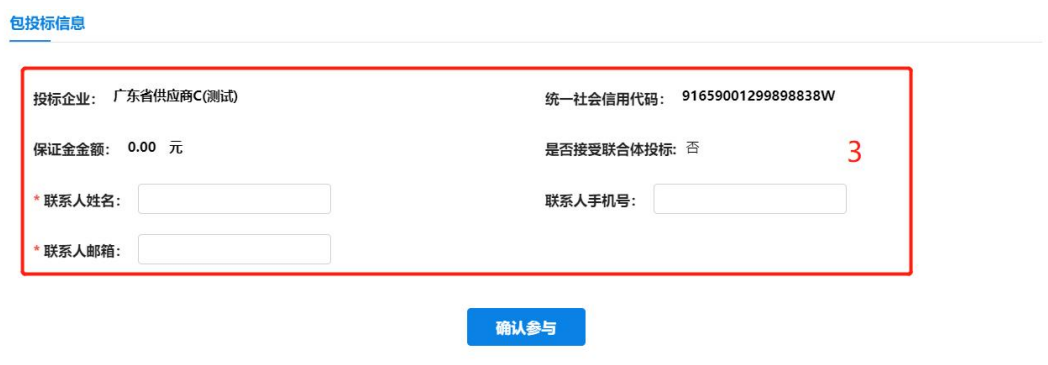 包投标信息
投标企业： 广东省供应商C(测试) 统一社会信用代码： 91659001299898838W
保证金金额： 0.00 元 是否接受联合体投标: 否 3
* 联系人姓名： 联系人手机号：
* 联系人邮箱：
确认参与